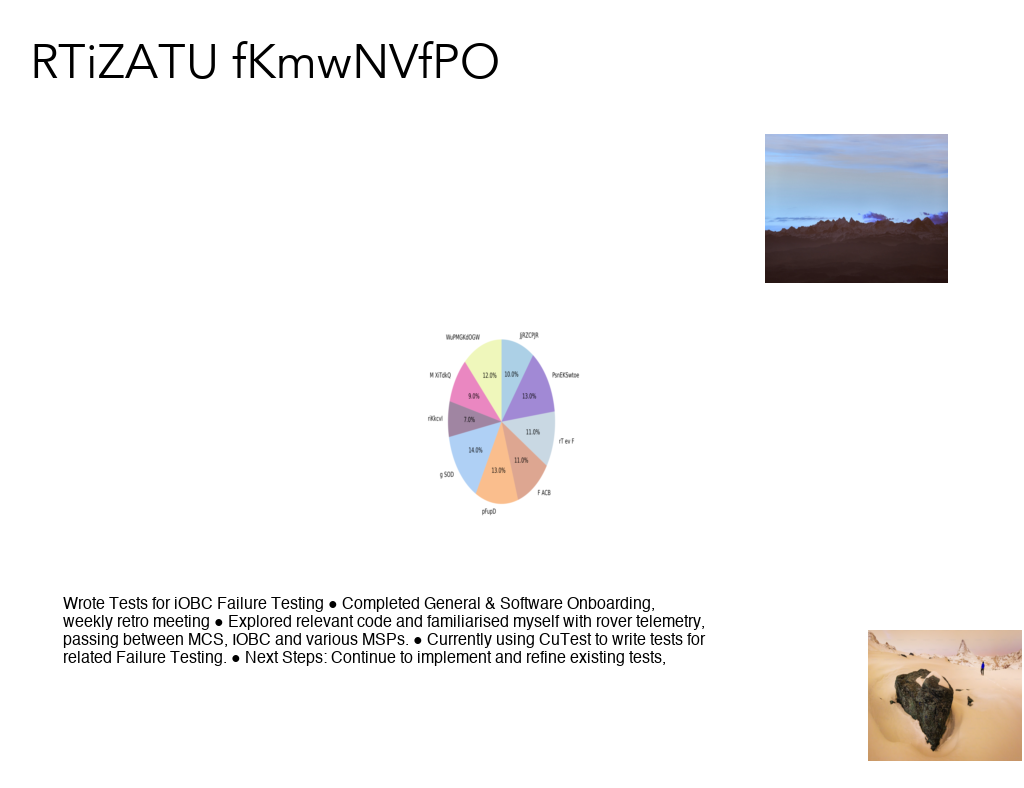 RTiZATU fKmwNVfPO
WuPMGKdOGW
JjRZCPJR
M XiTdkQ
12.0%
10.0%
PsnEKSwtoe
9.0%
13.0%
7.0%
11.0%
rT ev F
14.0%
11.0%
g SOD
13.0%
F ACB
pFupD
Wrote Tests for iOBC Failure Testing ● Completed General & Software Onboarding,
weekly retro meeting ● Explored relevant code and familiarised myself with rover telemetry,
passing between MCS, IOBC and various MSPs. ● Currently using CuTest to write tests for
related Failure Testing. ● Next Steps: Continue to implement and refine existing tests,